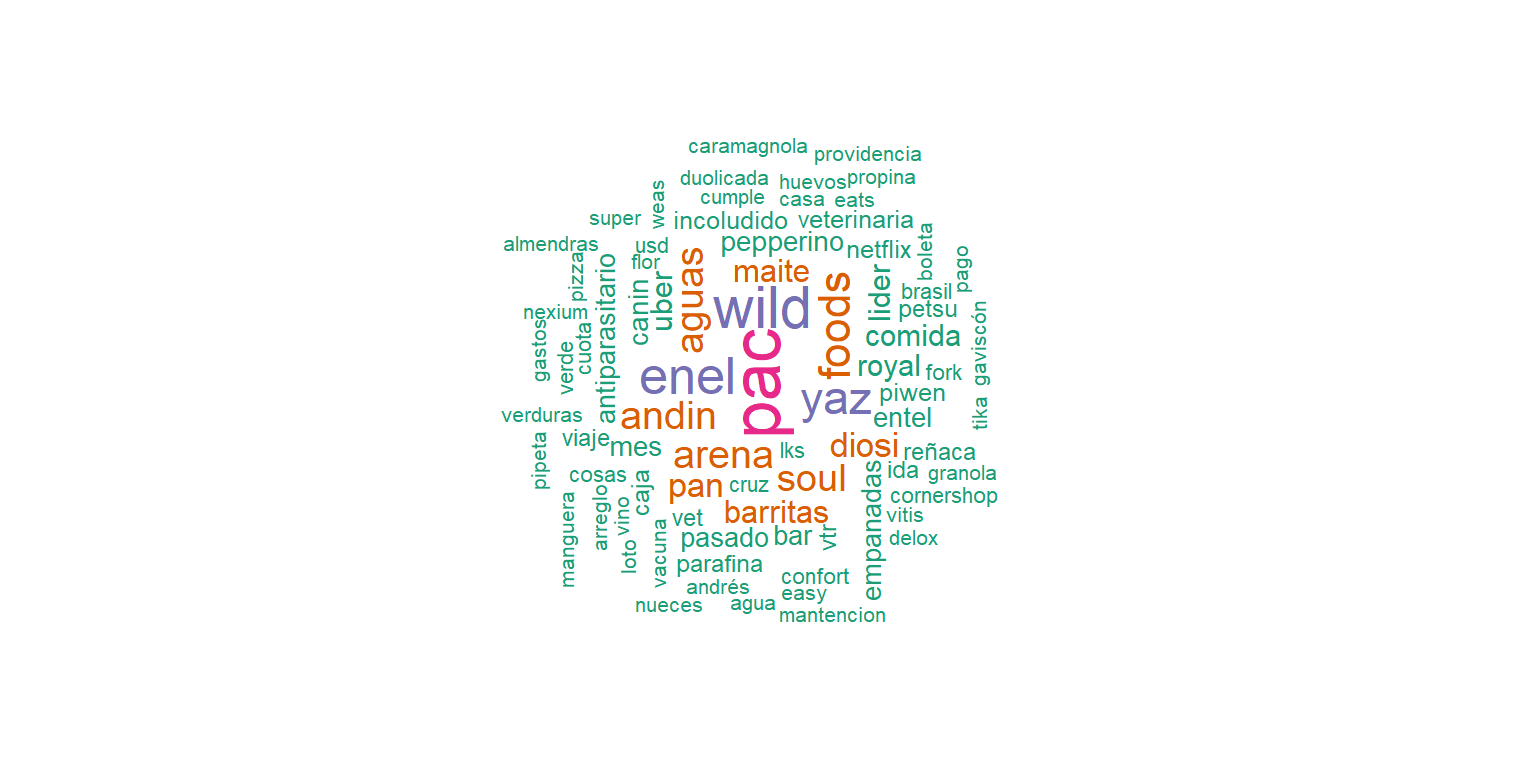 caramagnola
providencia
duolicada
huevos
propina
weas
cumple
casa
eats
super
incoludido
veterinaria
almendras
usd
pepperino
netflix
boleta
pizza
flor
aguas
maite
pago
antiparasitario
canin
uber
wild
foods
lider
brasil
petsu
nexium
gastos
verde
cuota
pac
comida
gaviscón
enel
royal
fork
yaz
piwen
tika
verduras
andin
entel
viaje
mes
arena
lks
diosi
reñaca
pipeta
cosas
caja
pan
cruz
soul
ida
granola
empanadas
cornershop
manguera
arreglo
vino
vet
barritas
vitis
loto
vacuna
pasado
bar
vtr
delox
parafina
andrés
confort
easy
nueces
agua
mantencion